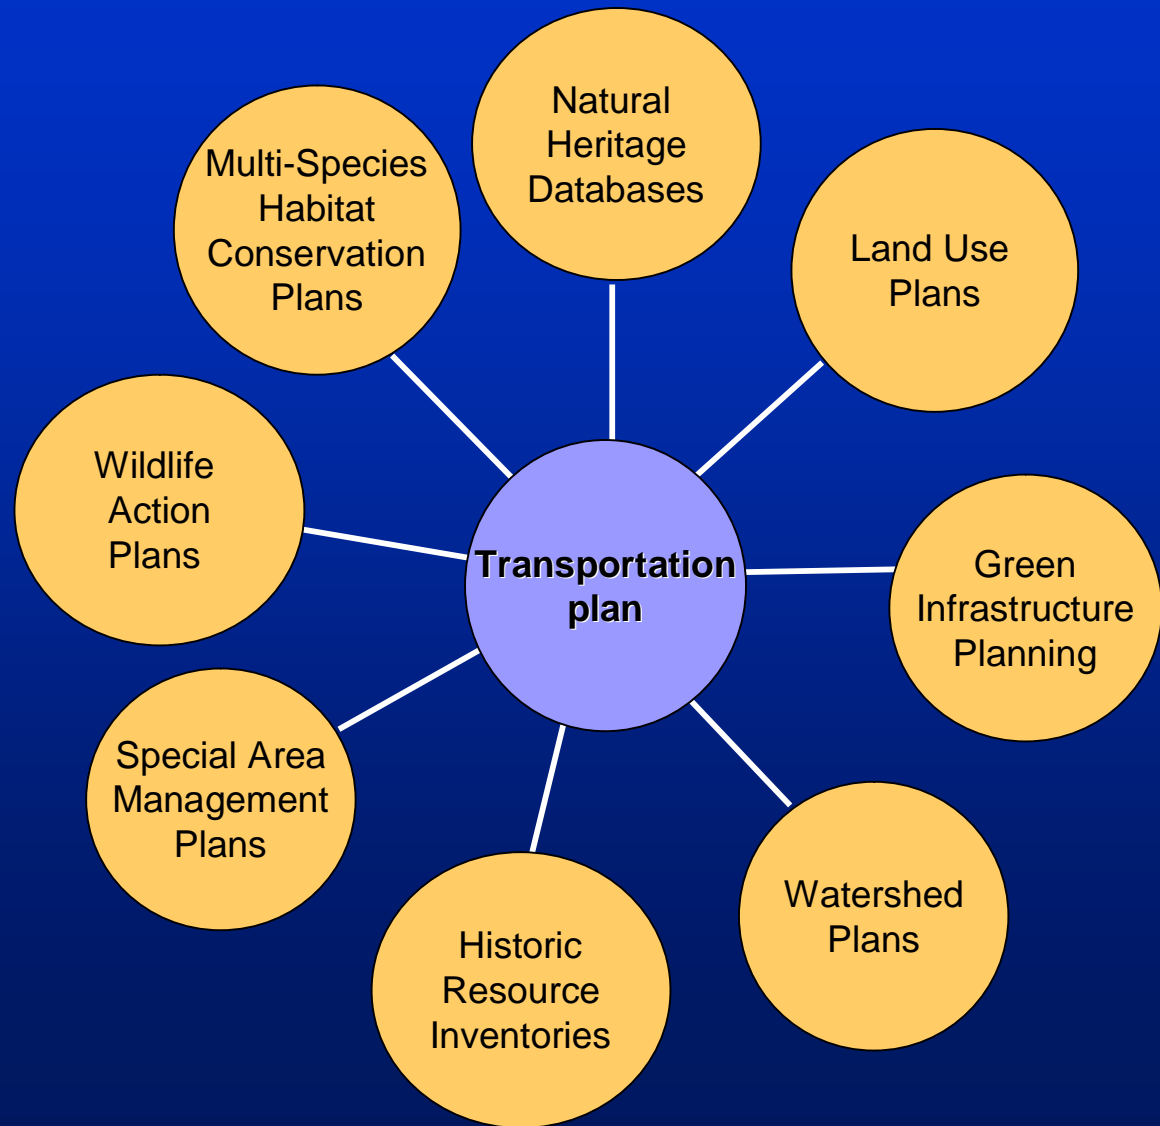 Natural
Heritage
Databases
Multi-Species
Habitat
Conservation
Plans
Land Use
Plans
Wildlife
Action
Plans
Transportation
plan
Green
Infrastructure
Planning
Special Area
Management
Plans
Watershed
Plans
Historic
Resource
Inventories